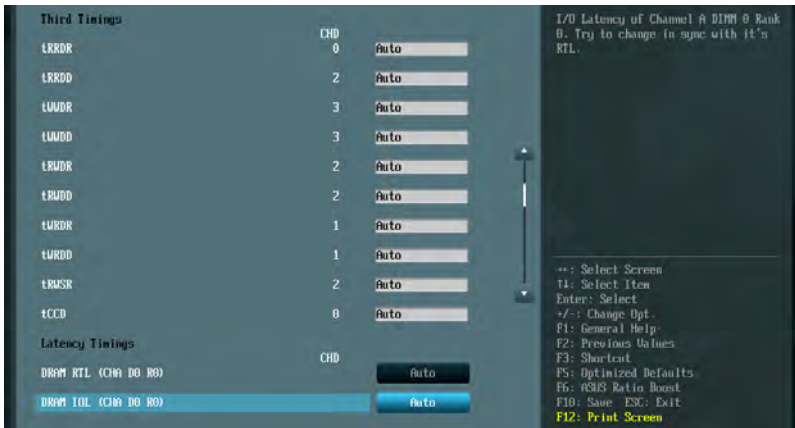 Third Timings
CHD
tRRDR 0 Auto
tRRDD 2 Auto
tWWDR 3 Auto
tWWDD 3 Auto
tRWDR 2 Auto
tRWDD 2 Auto
tWRDR 1 Auto
tWRDD 1 Auto
tRWSR 2 Auto
tCCD 0 Auto
Latency Timings
CHD
DRAM RTL (CHA D0 R0) Auto
DRAM IOL (CHA D0 R0) Auto
I/O Latency of Channel A DIMM 0 Rank
0. Try to change in sync with it's
RTL.
→←: Select Screen
↑↓: Select Item
Enter: Select
+/-: Change Opt.
F1: General Help
F2: Previous Values
F3: Shortcut
F5: Optimized Defaults
F6: ASUS Ratio Boost
F10: Save ESC: Exit
F12: Print Screen